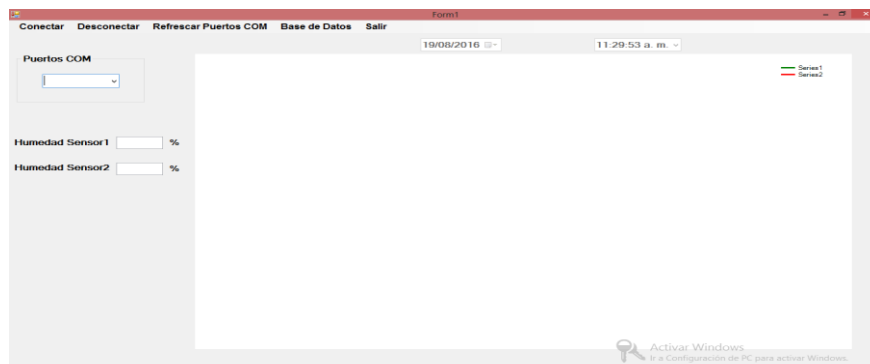 Form1
Conectar Desconectar Refrescar Puertos COM Base de Datos Salir
19/08/2016 11:29:53 a. m.
Puertos COM
Series1
Series2
Humedad Sensor1 %
Humedad Sensor2 %
Activar Windows
Ir a Configuración de PC para activar Windows.